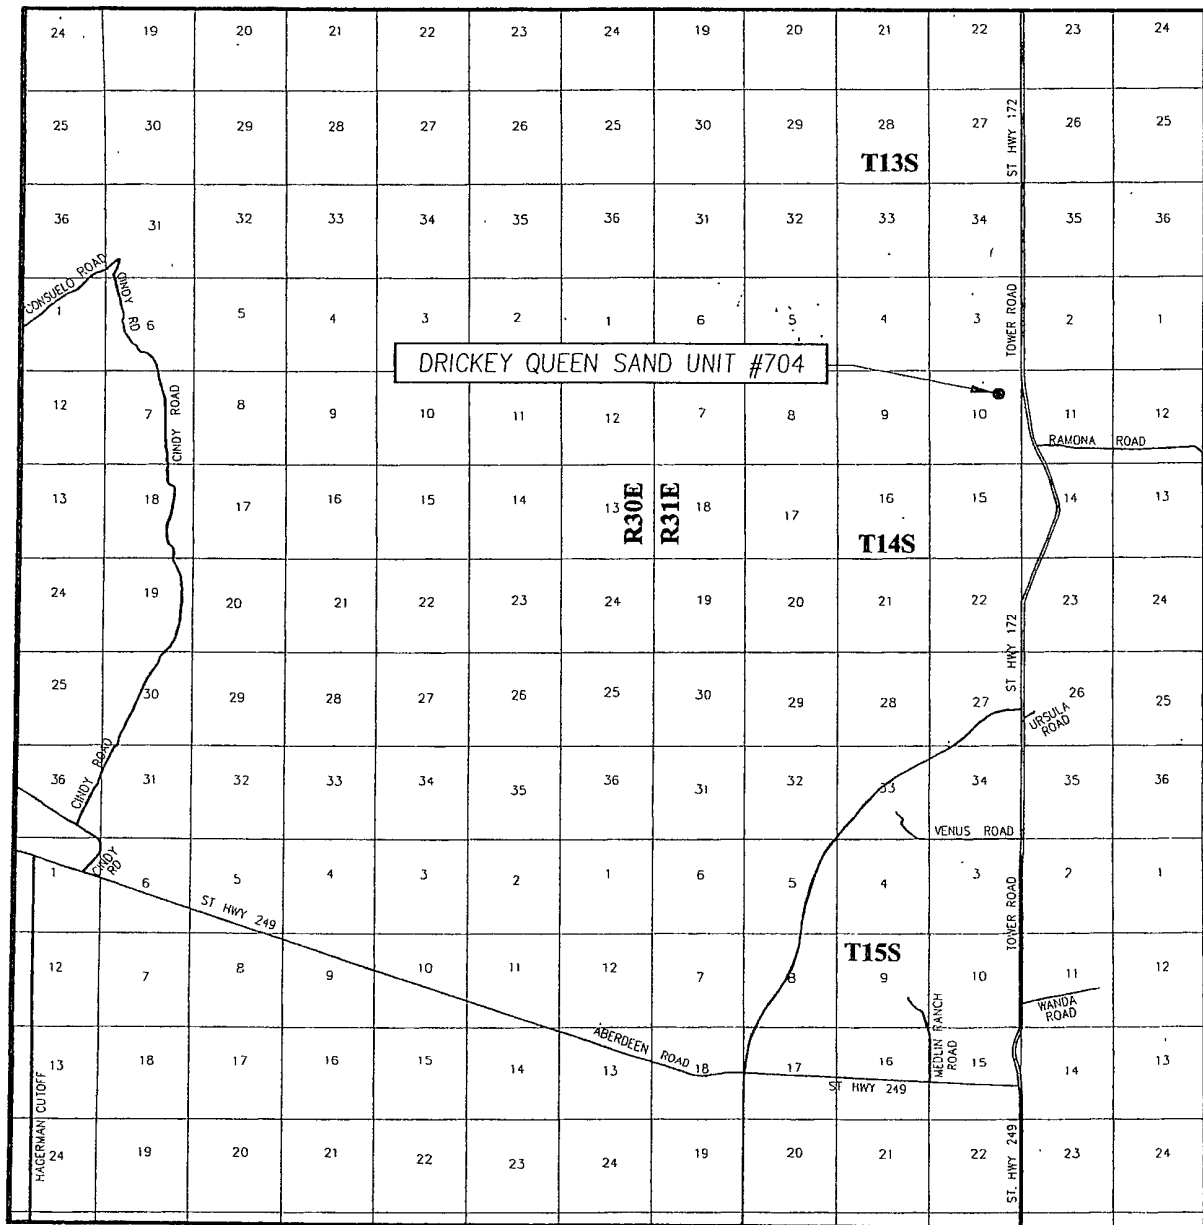 24 19 20 21 22 23 24 19 20 21 22 23 24
25 30 29 28 27 26 25 30 29 28 27 26 25
ST HWY 172
T13S
36 31 32 33 34 35 36 31 32 33 34 35 36
CONSUELO ROAD
CINDY RD
1 6 5 4 3 2 1 6 5 4 3 2 1
TOWER ROAD
DRICKEY QUEEN SAND UNIT #704
12 7 8 9 10 11 12 7 8 9 10 11 12
CINDY ROAD
RAMONA ROAD
13 18 17 16 15 14 13 18 17 16 15 14 13
R30E
R31E
T14S
24 19 20 21 22 23 24 19 20 21 22 23 24
ST HWY 172
25 30 29 28 27 26 25 30 29 28 27 26 25
URSULA
ROAD
CINDY ROAD
36 31 32 33 34 35 36 31 32 33 34 35 36
VENUS ROAD
CINDY
RD
1 6 5 4 3 2 1 6 5 4 3 2 1
ST HWY 249
TOWER ROAD
T15S
12 7 8 9 10 11 12 7 8 9 10 11 12
WANDA
ROAD
MEDLIN RANCH
ROAD
ABERDEEN ROAD
13 18 17 16 15 14 13 18 17 16 15 14 13
ST HWY 249
HAGERMAN CUTOFF
24 19 20 21 22 23 24 19 20 21 22 23 24
ST. HWY 249